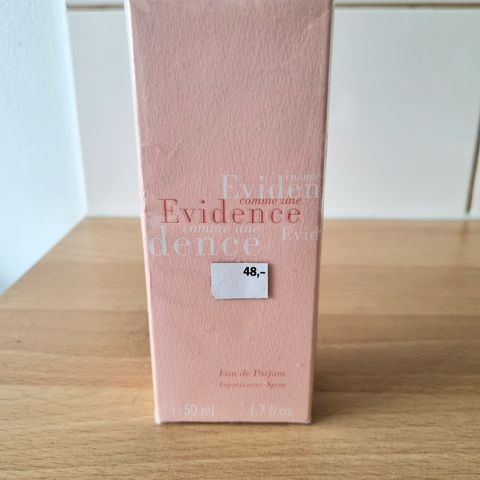 comme
Eviden
comme une
Evidence
comme une
dence Evid
48,-
Eau de Parfum
Vaporisateur Spray
℮ 50 ml 1.7 fl.oz.